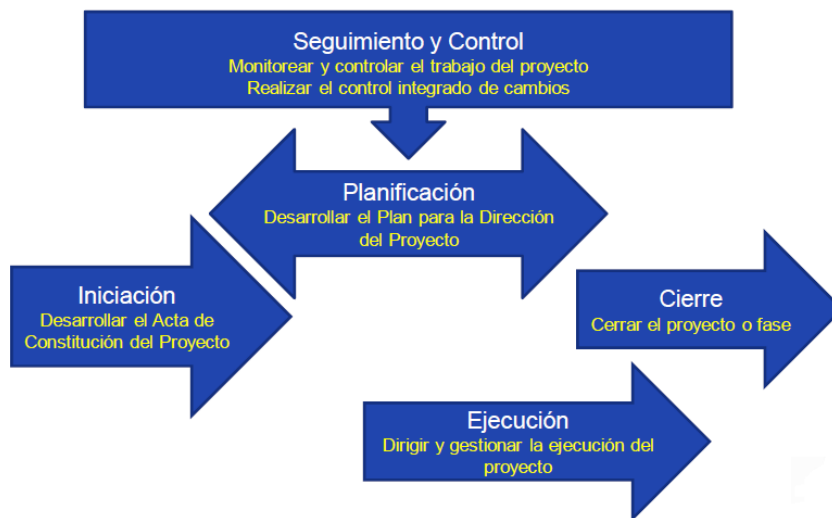 Seguimiento y Control
Monitorear y controlar el trabajo del proyecto
Realizar el control integrado de cambios
Planificación
Desarrollar el Plan para la Dirección
del Proyecto
Iniciación
Desarrollar el Acta de
Constitución del Proyecto
Cierre
Cerrar el proyecto o fase
Ejecución
Dirigir y gestionar la ejecución del
proyecto